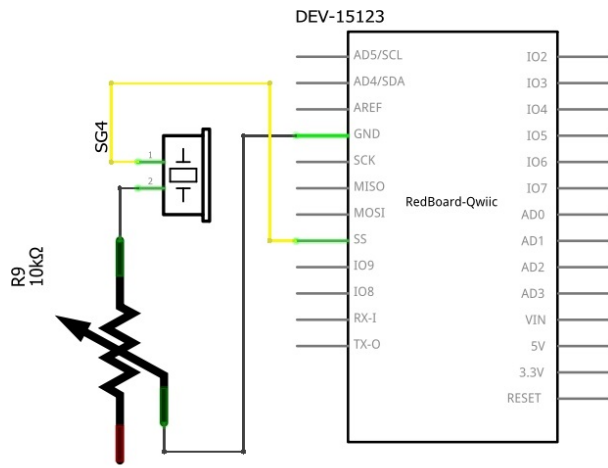 DEV-15123
AD5/SCL
AD4/SDA
AREF
GND
SCK
MISO
MOSI
SS
IO9
IO8
RX-I
TX-O
RedBoard-Qwiic
IO2
IO3
IO4
IO5
IO6
IO7
AD0
AD1
AD2
AD3
VIN
5V
3.3V
RESET
SG4
1
2
R9
10kΩ